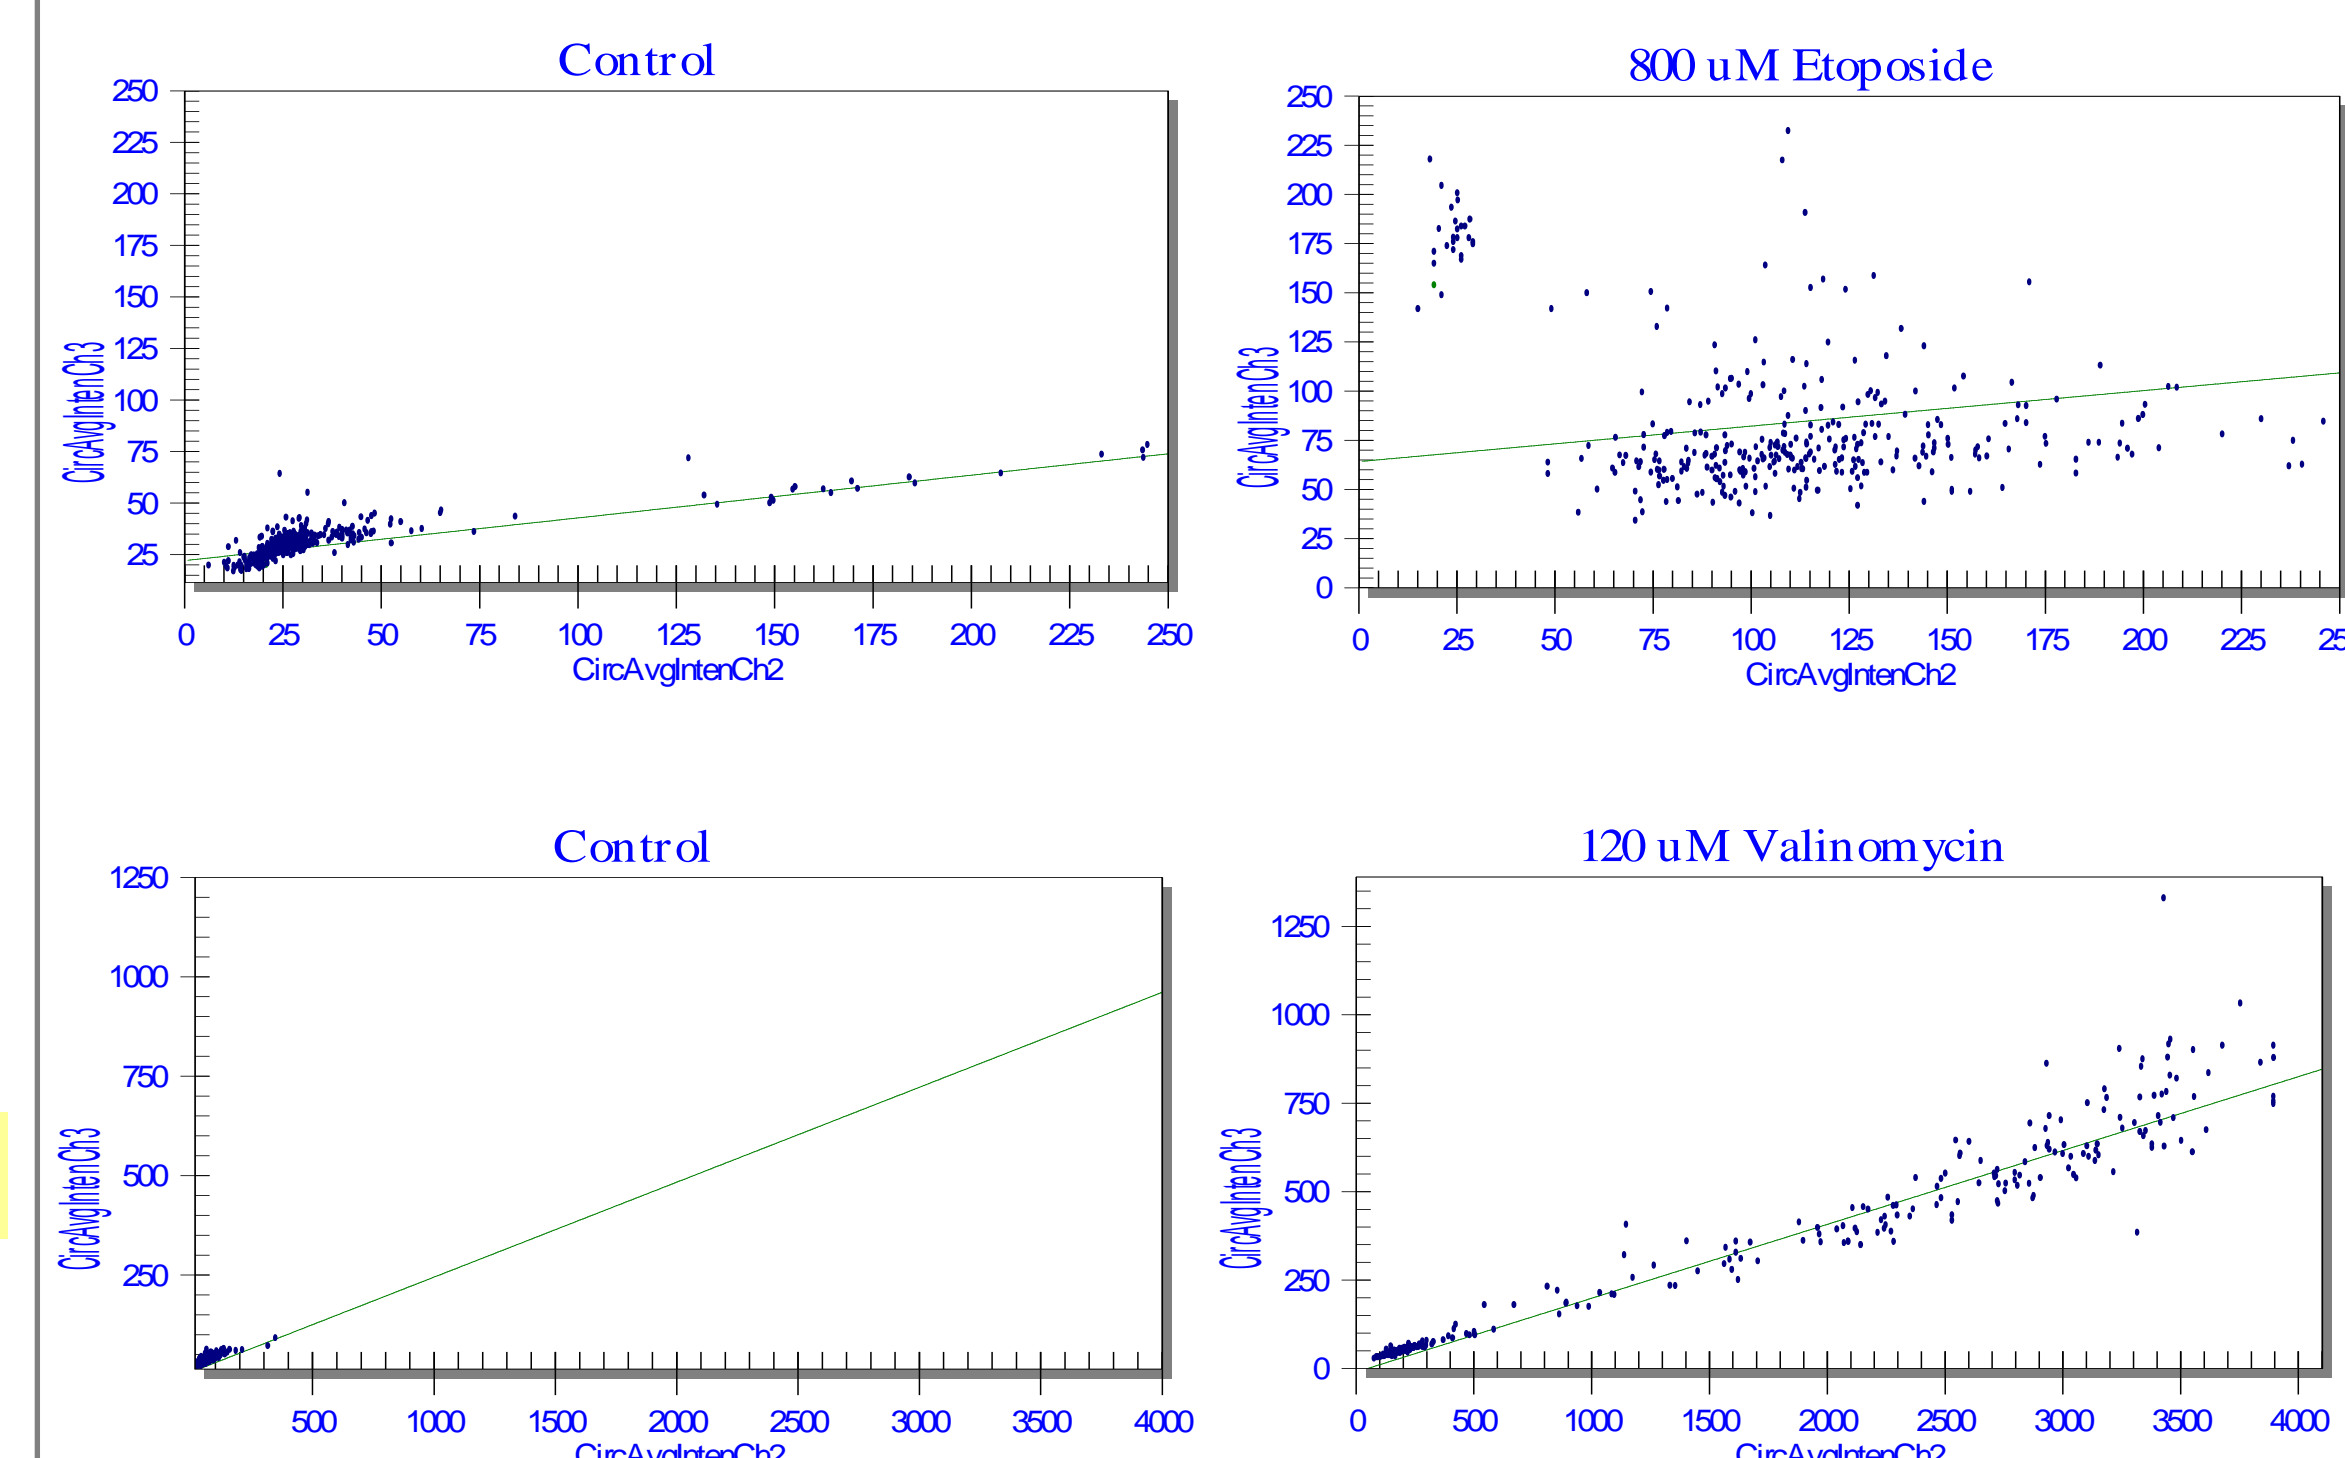 Control
250
225
200
175
150
125
100
75
50
25
CircAvgIntenCh3
0 25 50 75 100 125 150 175 200 225 250
CircAvgIntenCh2
800 uM Etoposide
250
225
200
175
150
125
100
75
50
25
0
CircAvgIntenCh3
0 25 50 75 100 125 150 175 200 225 25
CircAvgIntenCh2
Control
1250
1000
750
500
250
CircAvgIntenCh3
500 1000 1500 2000 2500 3000 3500 4000
CircAvgIntenCh2
120 uM Valinomycin
1250
1000
750
500
250
0
CircAvgIntenCh3
0 500 1000 1500 2000 2500 3000 3500 4000
CircAvgIntenCh2